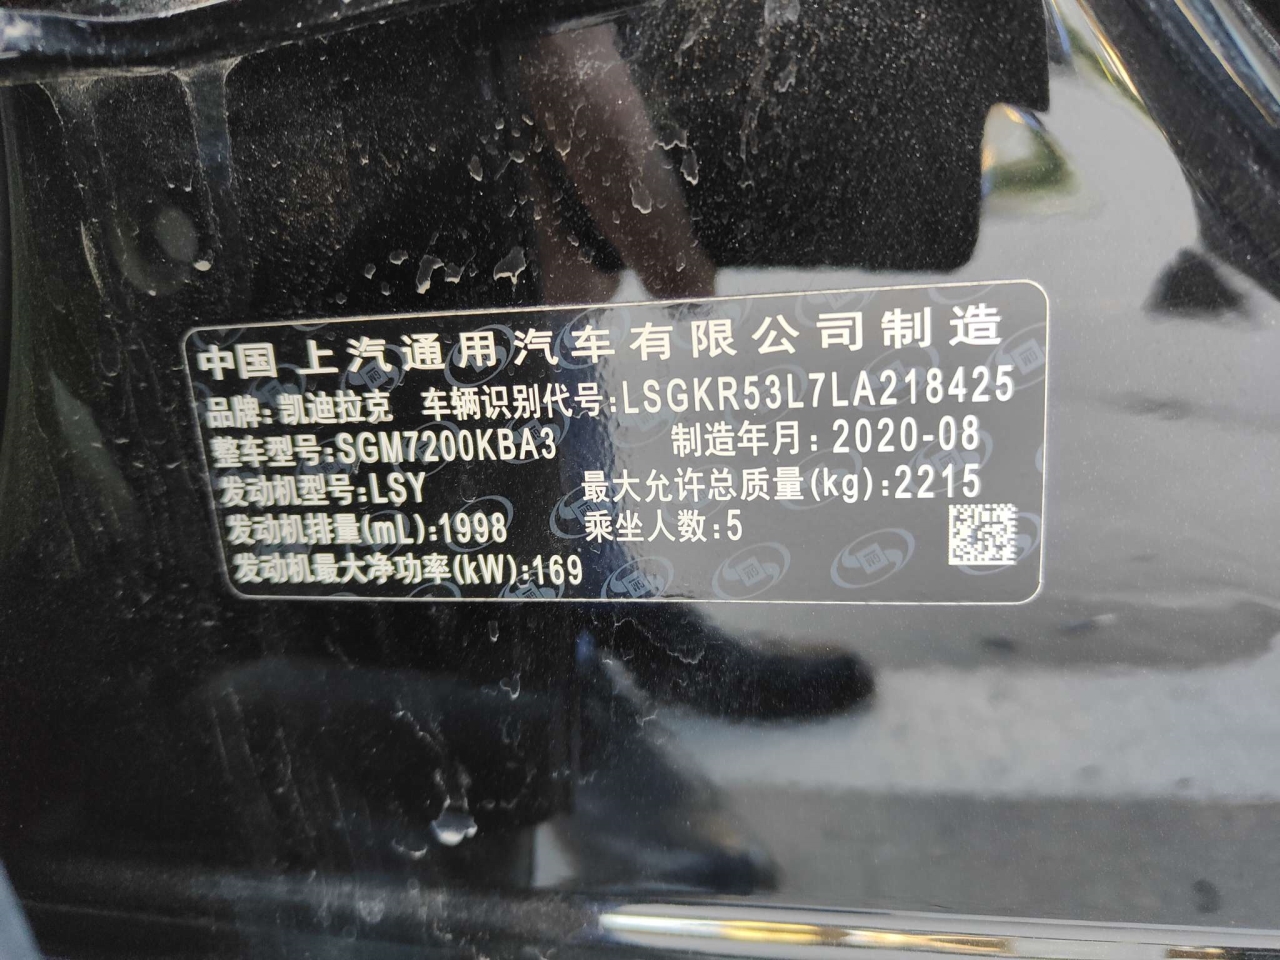 中国 上汽通用汽车有限公司制造
品牌: 凯迪拉克 车辆识别代号:LSGKR53L7LA218425
整车型号:SGM7200KBA3 制造年月: 2020-08
发动机型号:LSY 最大允许总质量(kg):2215
发动机排量(mL):1998 乘坐人数:5
发动机最大净功率(kW):169